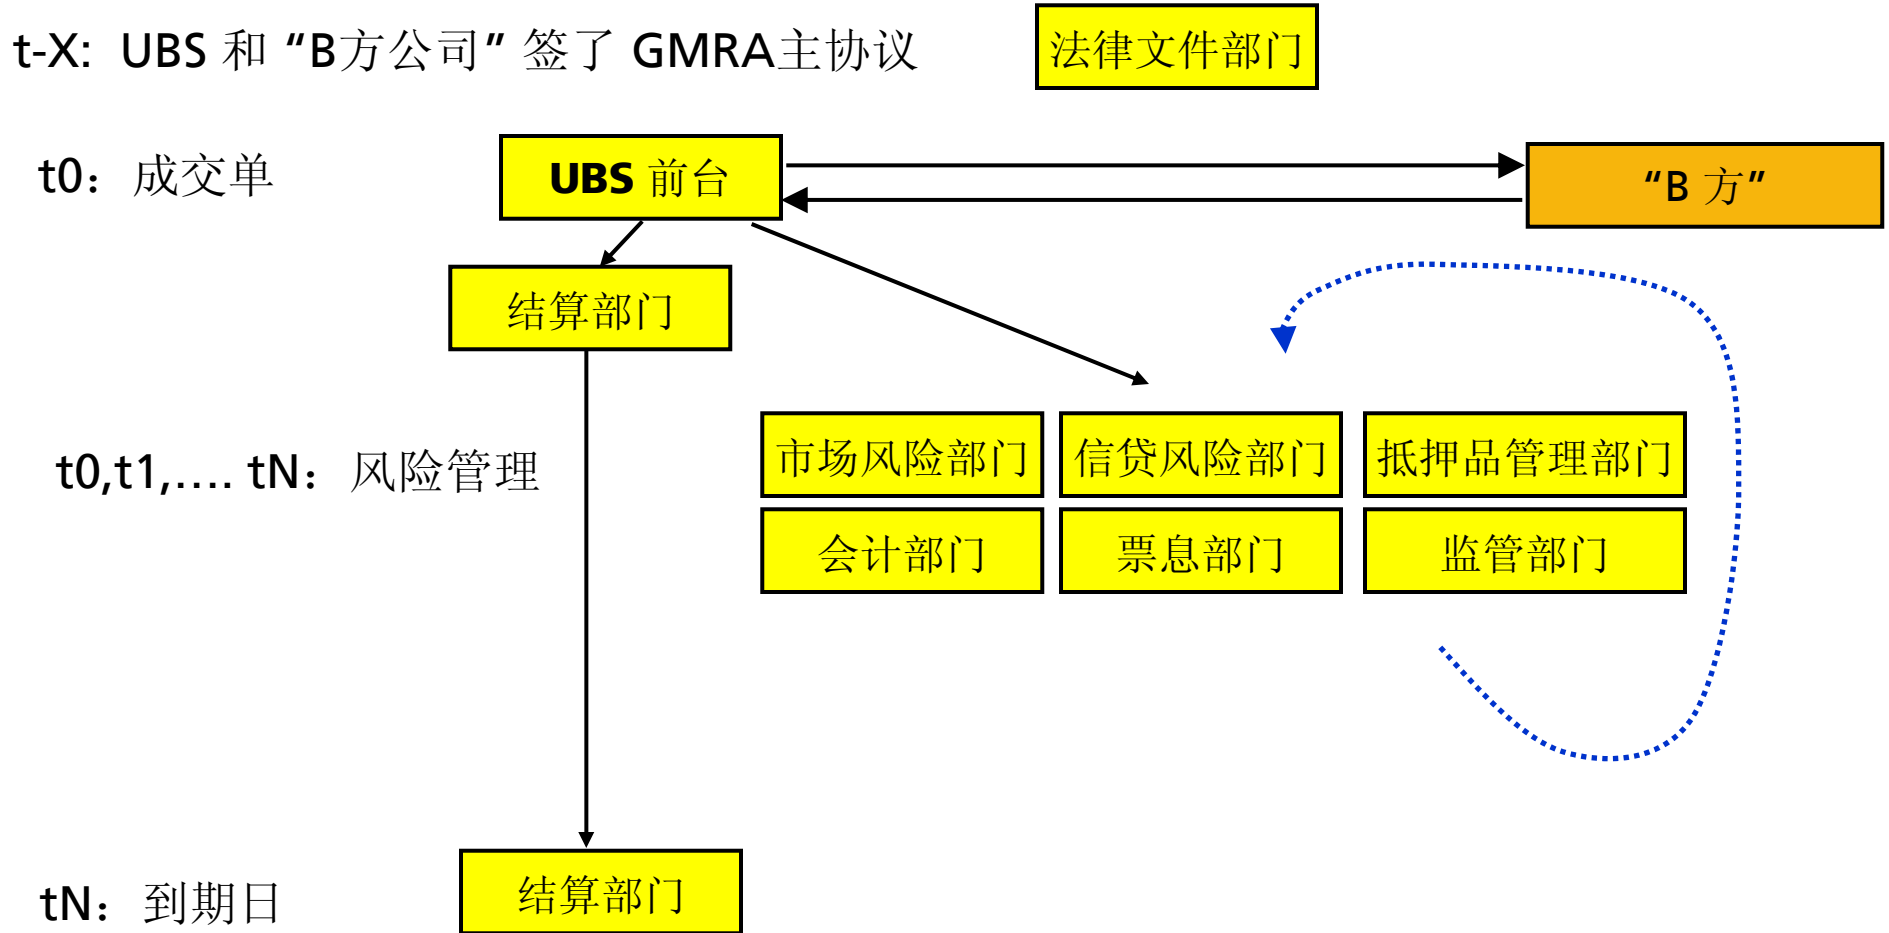 t-X: UBS 和 “B方公司” 签了 GMRA主协议
法律文件部门
t0：成交单
UBS 前台
“B 方”
结算部门
t0,t1,…. tN：风险管理
市场风险部门
信贷风险部门
抵押品管理部门
会计部门
票息部门
监管部门
tN：到期日
结算部门